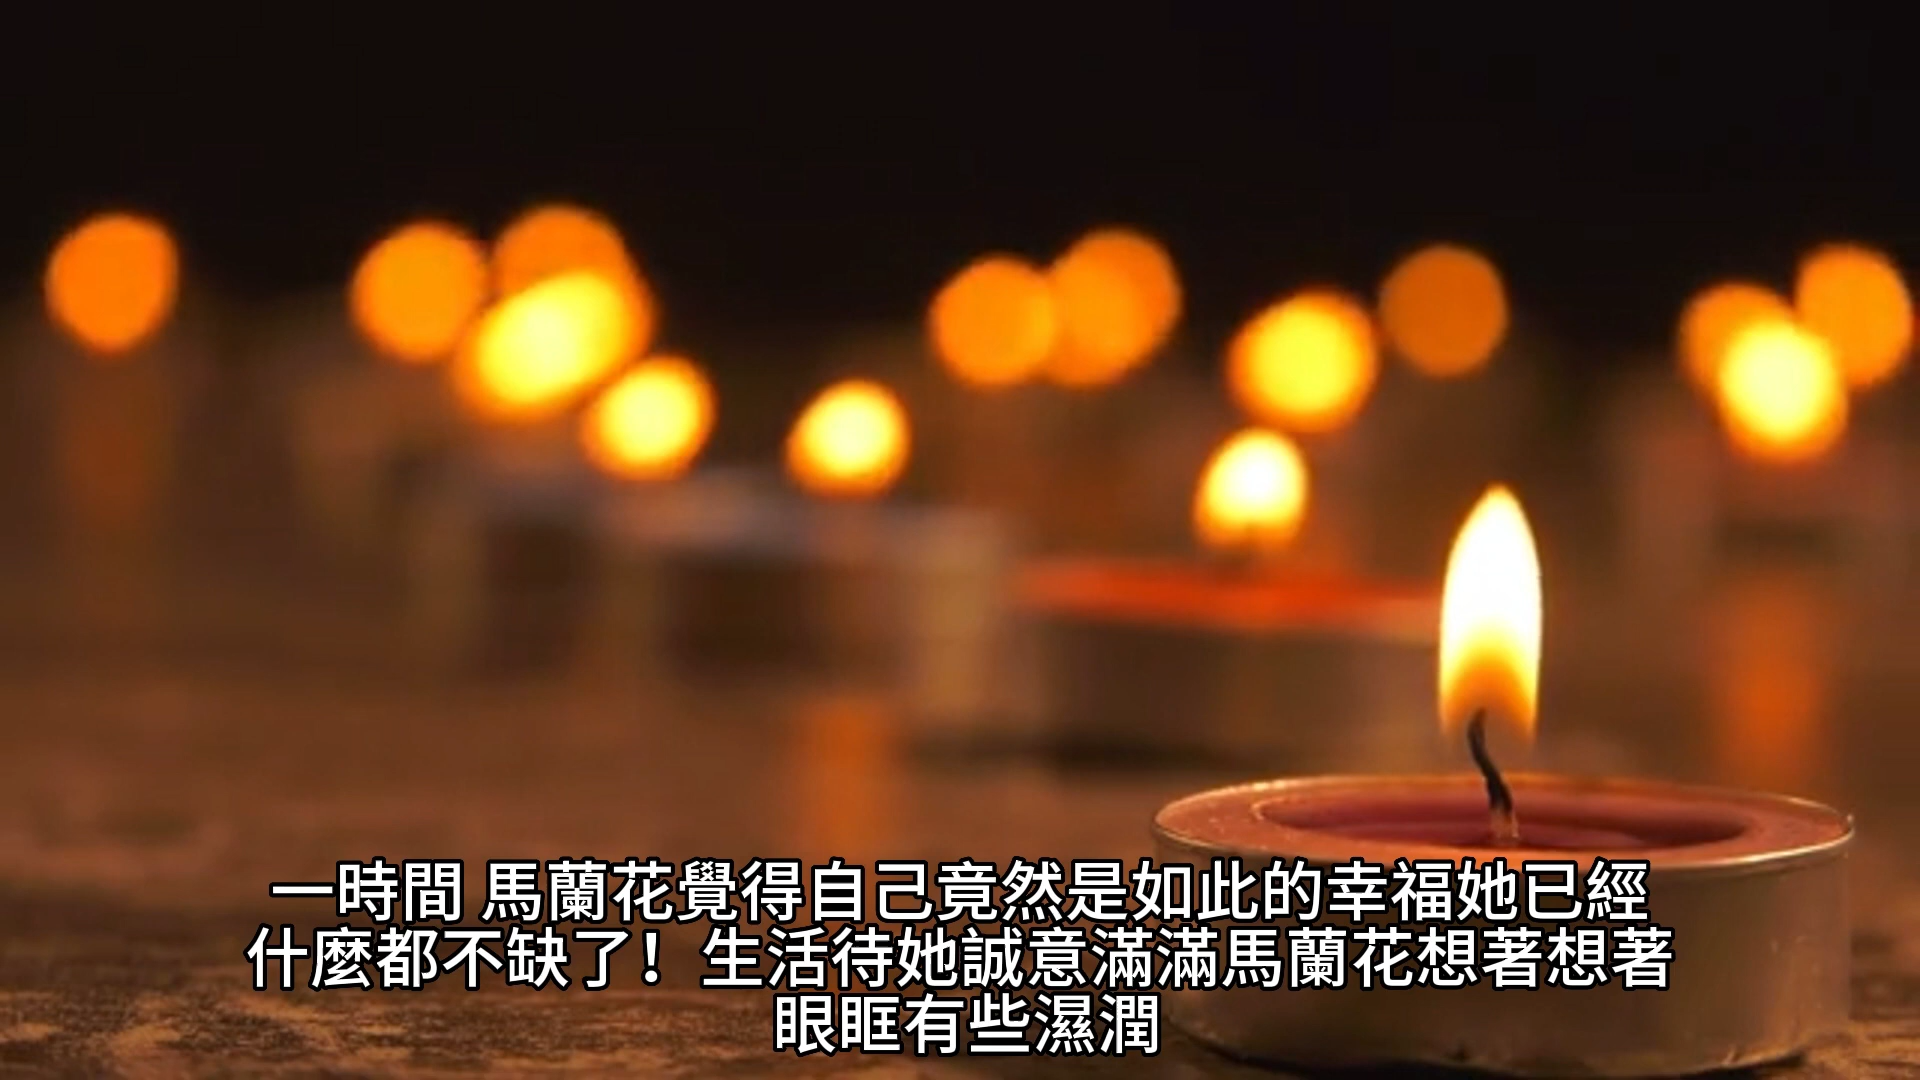 一時間 馬蘭花覺得自己竟然是如此的幸福她已經
什麼都不缺了！生活待她誠意滿滿馬蘭花想著想著
眼眶有些濕潤